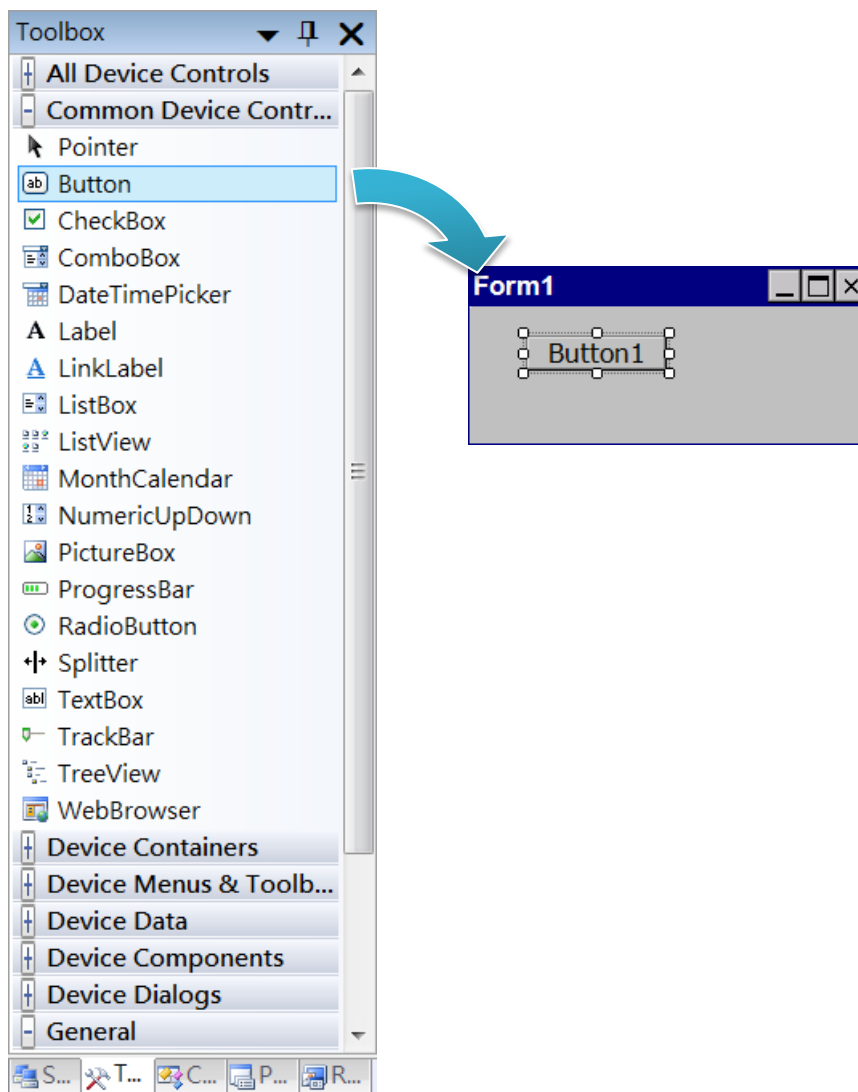 Toolbox
All Device Controls
Common Device Contr...
Pointer
ab Button
CheckBox
ComboBox
DateTimePicker
A Label
A LinkLabel
ListBox
ListView
MonthCalendar
NumericUpDown
PictureBox
ProgressBar
RadioButton
Splitter
abl TextBox
TrackBar
TreeView
WebBrowser
Device Containers
Device Menus & Toolb...
Device Data
Device Components
Device Dialogs
General
S... T... C... P... R...
Form1
Button1